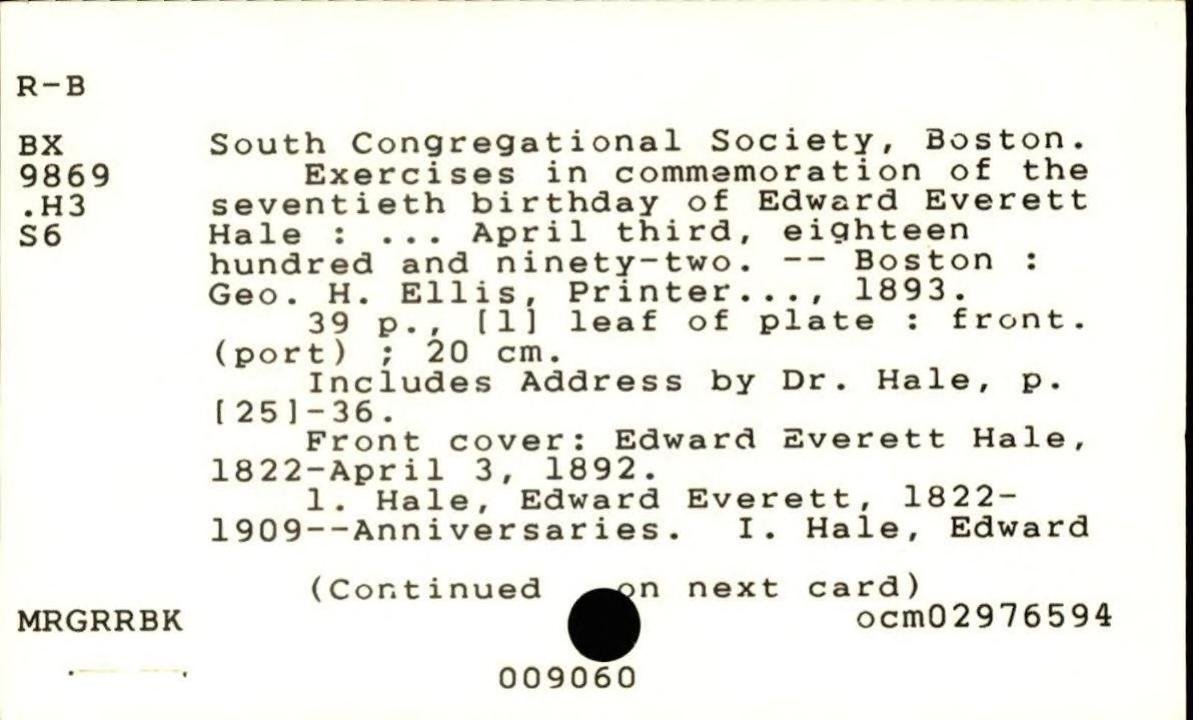 R-B
BX South Congregational Society, Boston.
9869 Exercises in commemoration of the
.H3 seventieth birthday of Edward Everett
S6 Hale : ... April third, eighteen
hundred and ninety-two. -- Boston :
Geo. H. Ellis, Printer..., 1893.
39 p., [1] leaf of plate : front.
(port) ; 20 cm.
Includes Address by Dr. Hale, p.
[25]-36.
Front cover: Edward Everett Hale,
1822-April 3, 1892.
1. Hale, Edward Everett, 1822-
1909--Anniversaries. I. Hale, Edward
(Continued on next card)
MRGRRBK ocm02976594
009060